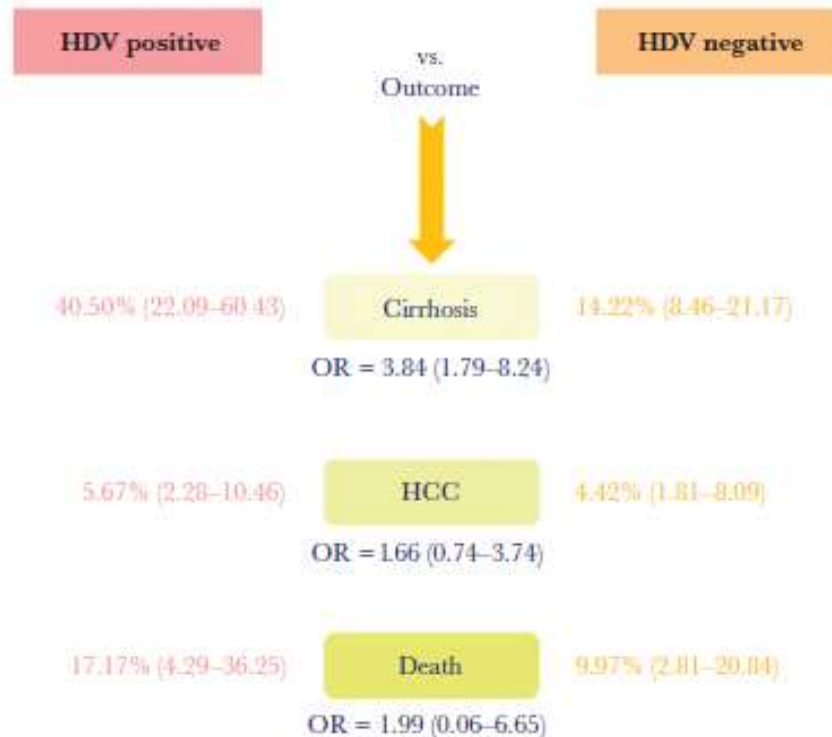 HDV positive
vs.
Outcome
HDV negative
40.50% (22.09–60.43)
Cirrhosis
14.22% (8.46–21.17)
OR = 3.84 (1.79–8.24)
5.67% (2.28–10.46)
HCC
4.42% (1.81–8.09)
OR =1.66 (0.74–3.74)
17.17% (4.29–36.25)
Death
9.97% (2.81–20.84)
OR = 1.99 (0.06–6.65)